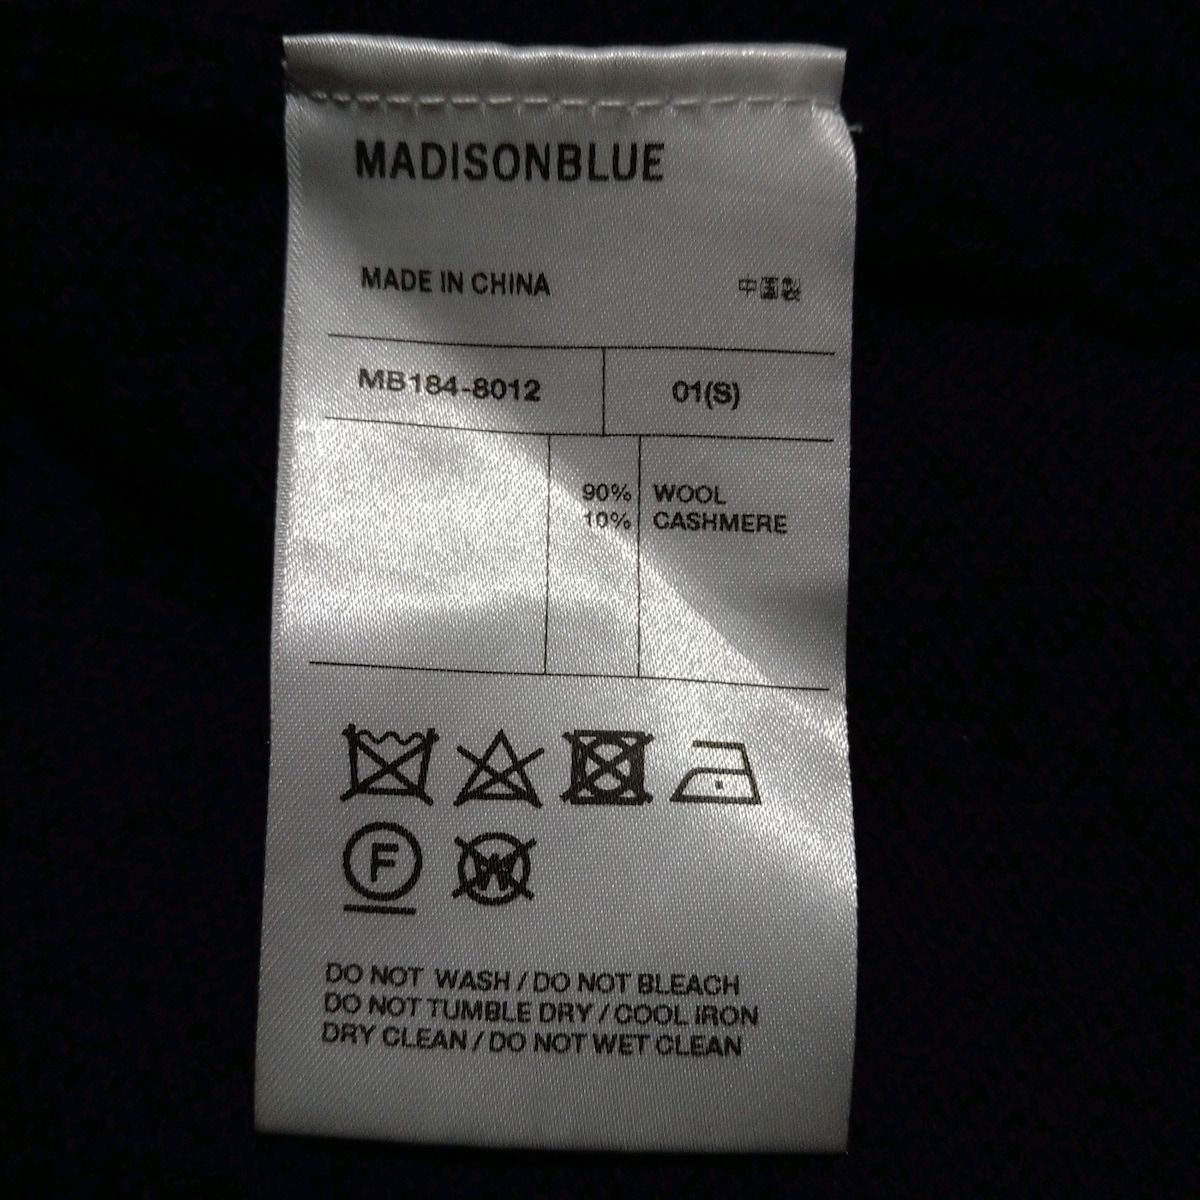 MADISONBLUE
MADE IN CHINA 中国製
MB184-8012 01(S)
90% WOOL
10% CASHMERE
F W
DO NOT WASH / DO NOT BLEACH
DO NOT TUMBLE DRY / COOL IRON
DRY CLEAN / DO NOT WET CLEAN